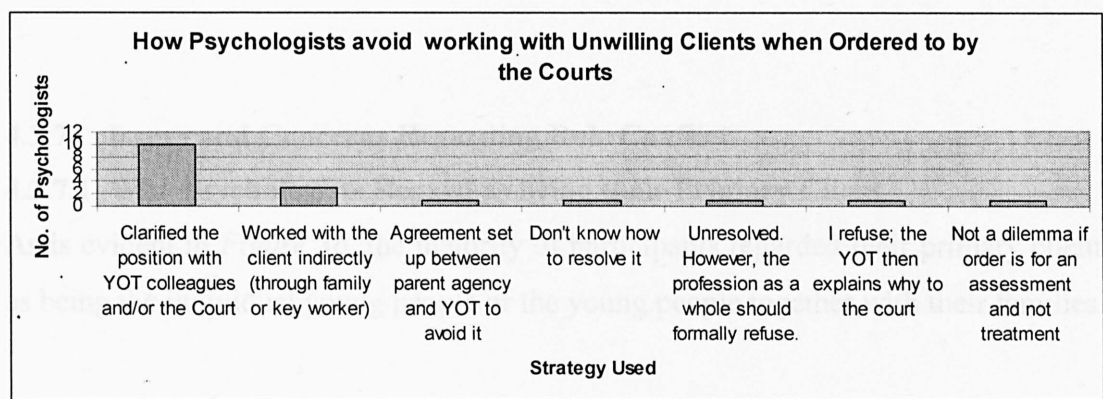 How Psychologists avoid working with Unwilling Clients when Ordered to by
the Courts
No. of Psychologists
12
10
8
6
4
2
0
Clarified the
position with
YOT colleagues
and/or the Court
Worked with the
client indirectly
(through family
or key worker)
Agreement set
up between
parent agency
and YOT to
avoid it
Don't know how
to resolve it
Unresolved.
However, the
profession as a
whole should
formally refuse.
I refuse; the
YOT then
explains why to
the court
Not a dilemma if
order is for an
assessment
and not
treatment
Strategy Used